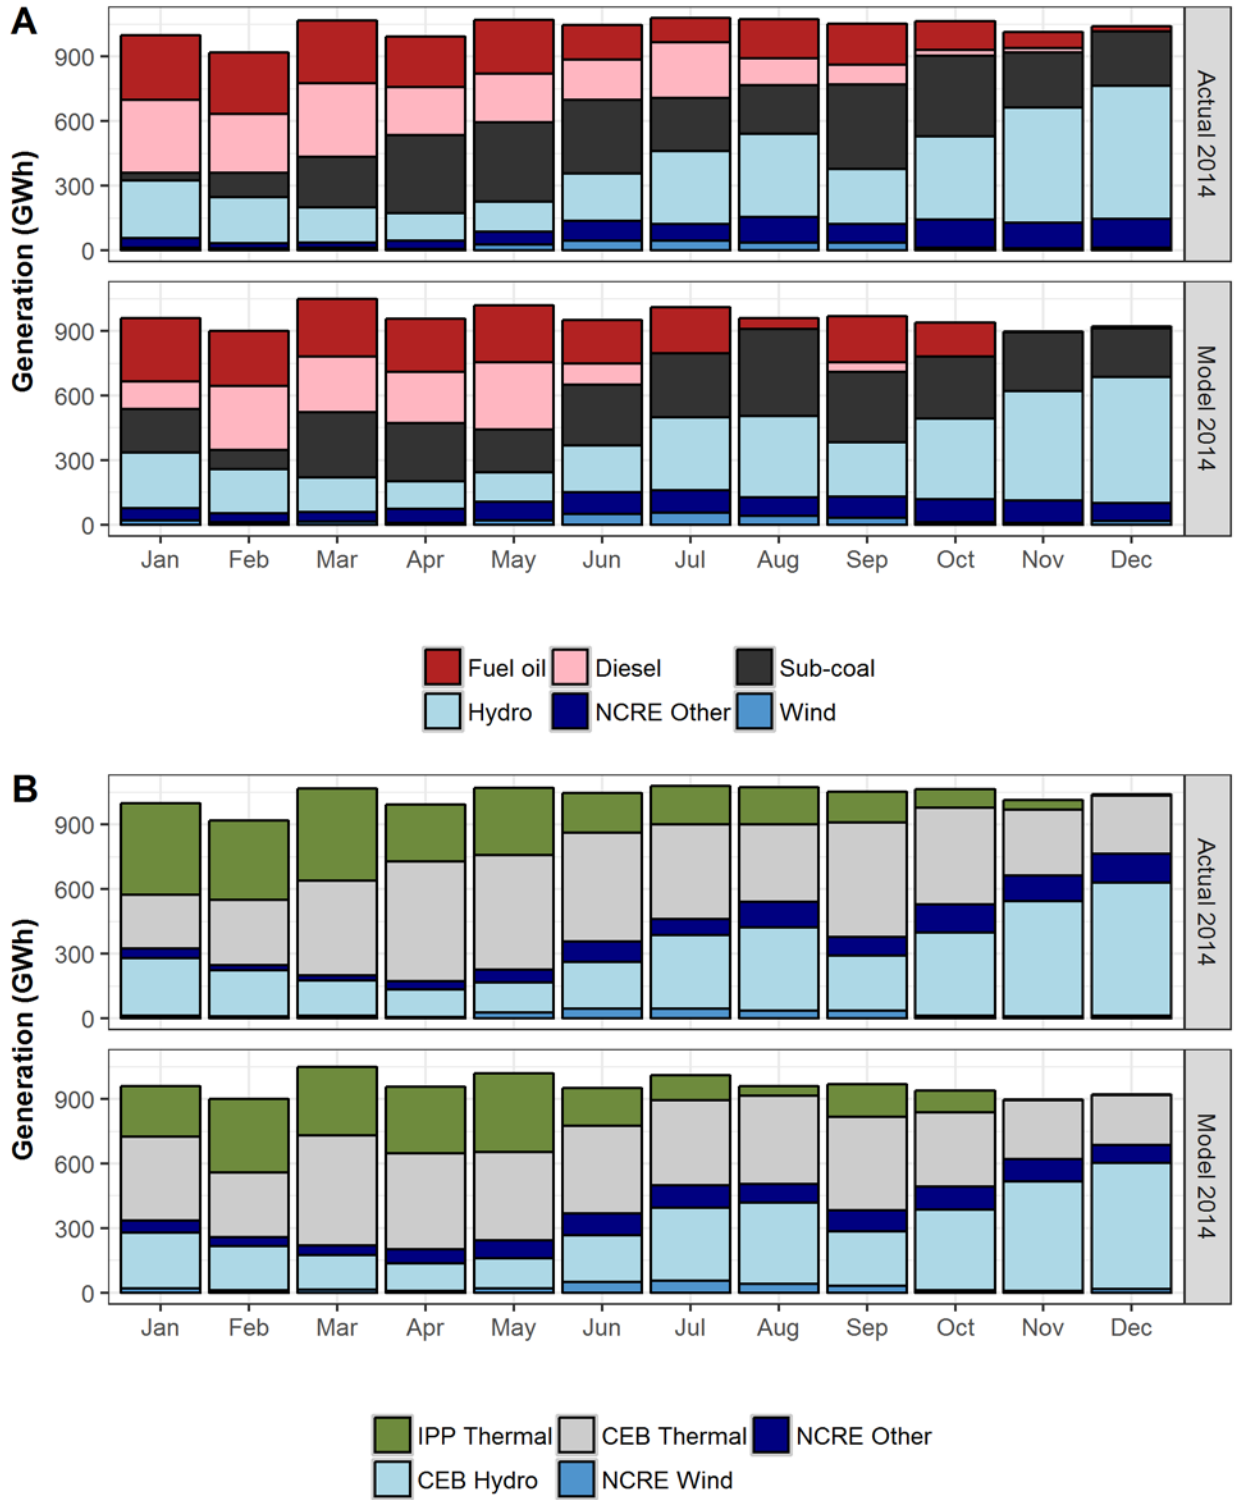 A
900
600
300
0
Actual 2014
Generation (GWh)
900
600
300
0
Model 2014
Jan Feb Mar Apr May Jun Jul Aug Sep Oct Nov Dec
Fuel oil Diesel Sub-coal
Hydro NCRE Other Wind
B
900
600
300
0
Actual 2014
Generation (GWh)
900
600
300
0
Model 2014
Jan Feb Mar Apr May Jun Jul Aug Sep Oct Nov Dec
IPP Thermal CEB Thermal NCRE Other
CEB Hydro NCRE Wind